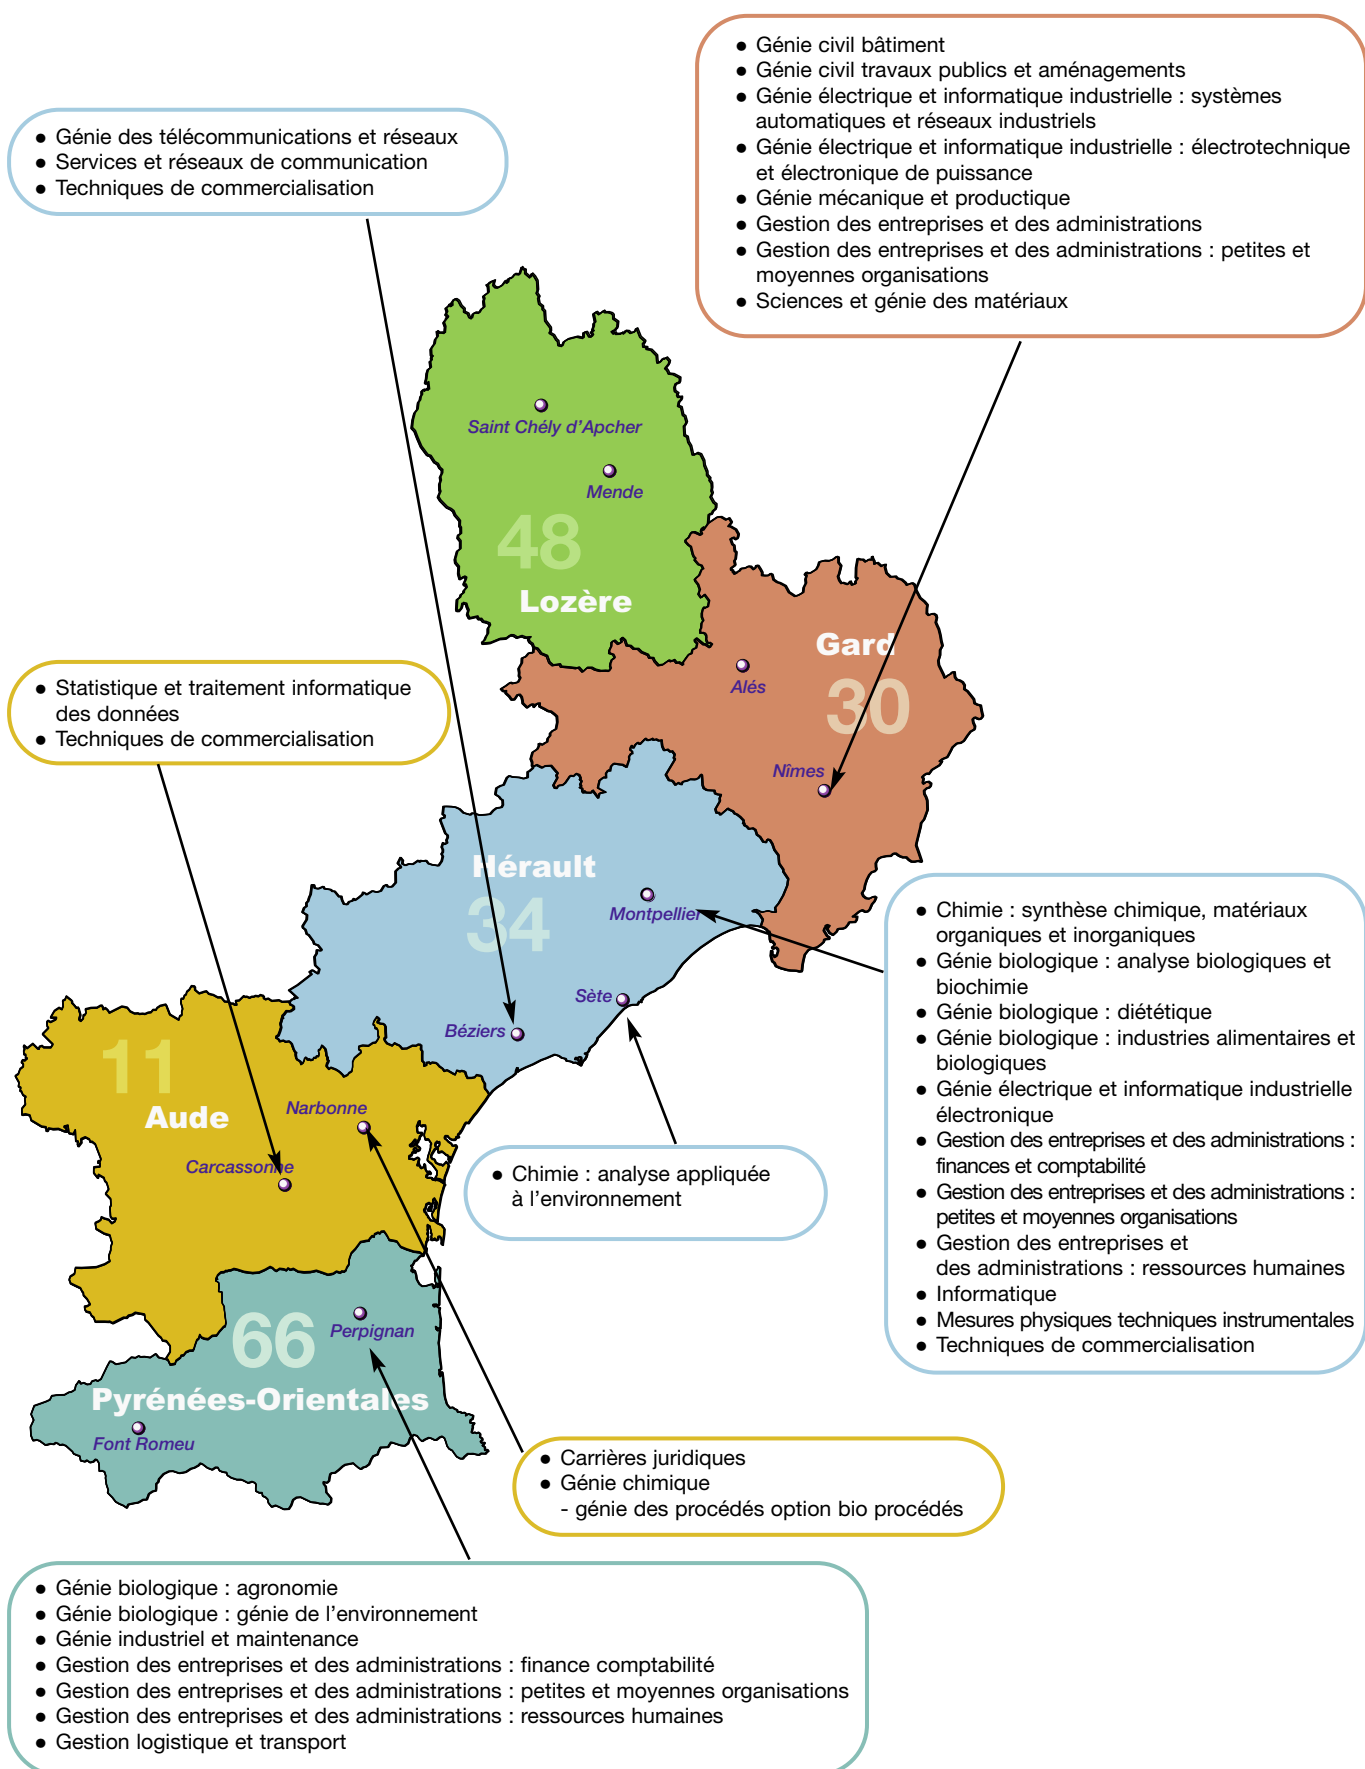 ● Génie civil bâtiment
● Génie civil travaux publics et aménagements
● Génie électrique et informatique industrielle : systèmes
automatiques et réseaux industriels
● Génie électrique et informatique industrielle : électrotechnique
et électronique de puissance
● Génie mécanique et productique
● Gestion des entreprises et des administrations
● Gestion des entreprises et des administrations : petites et
moyennes organisations
● Sciences et génie des matériaux
● Génie des télécommunications et réseaux
● Services et réseaux de communication
● Techniques de commercialisation
Saint Chély d'Apcher
Mende
48
Lozère
Gard
Alés
30
Nîmes
● Statistique et traitement informatique
des données
● Techniques de commercialisation
Hérault
34
Montpellier
Sète
Béziers
● Chimie : synthèse chimique, matériaux
organiques et inorganiques
● Génie biologique : analyse biologiques et
biochimie
● Génie biologique : diététique
● Génie biologique : industries alimentaires et
biologiques
● Génie électrique et informatique industrielle
électronique
● Gestion des entreprises et des administrations :
finances et comptabilité
● Gestion des entreprises et des administrations :
petites et moyennes organisations
● Gestion des entreprises et
des administrations : ressources humaines
● Informatique
● Mesures physiques techniques instrumentales
● Techniques de commercialisation
11
Aude
Narbonne
Carcassonne
● Chimie : analyse appliquée
à l'environnement
66
Perpignan
Pyrénées-Orientales
Font Romeu
● Carrières juridiques
● Génie chimique
- génie des procédés option bio procédés
● Génie biologique : agronomie
● Génie biologique : génie de l'environnement
● Génie industriel et maintenance
● Gestion des entreprises et des administrations : finance comptabilité
● Gestion des entreprises et des administrations : petites et moyennes organisations
● Gestion des entreprises et des administrations : ressources humaines
● Gestion logistique et transport